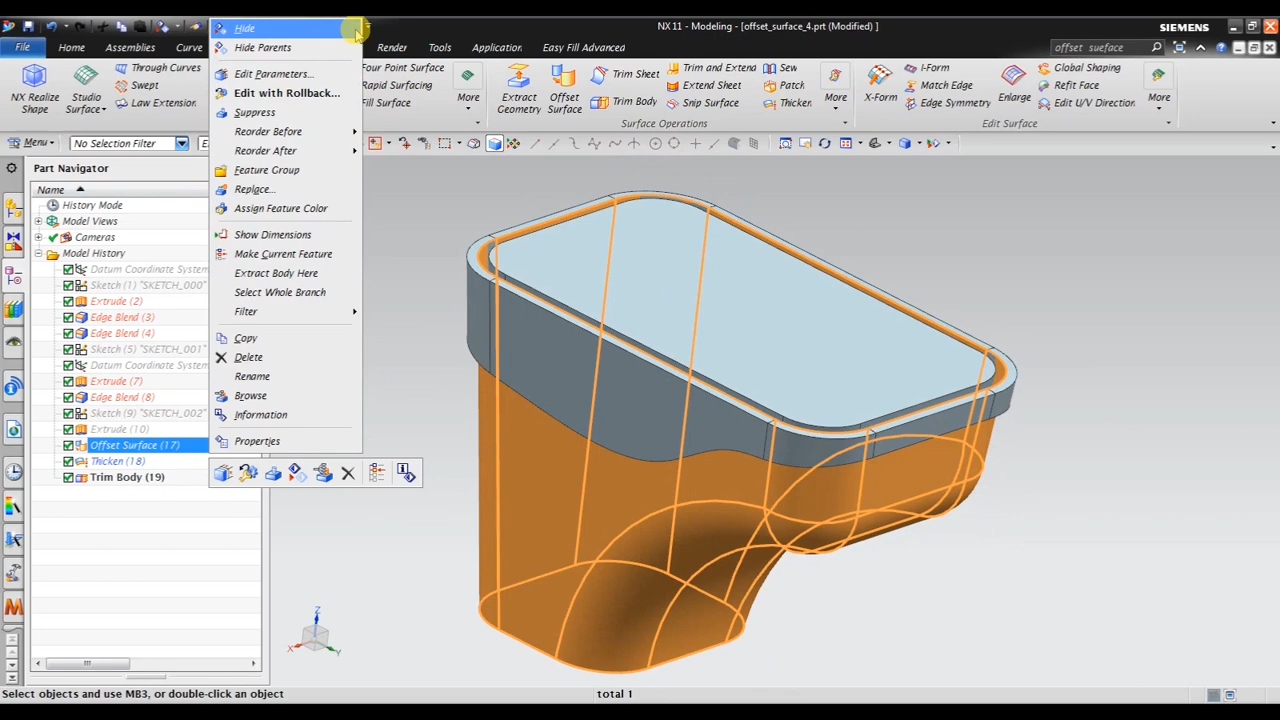 NX 11 - Modeling - [offset_surface_4.prt (Modified) ]
SIEMENS
File
Home
Assemblies
Curve
Render
Tools
Application
Easy Fill Advanced
offset surface
NX Realize Shape
Studio Surface
Through Curves
Swept
Law Extension
Four Point Surface
Rapid Surfacing
Fill Surface
More
Extract Geometry
Offset Surface
Trim Sheet
Trim Body
Trim and Extend
Extend Sheet
Snip Surface
Sew
Patch
Thicken
More
Surface Operations
X-Form
I-Form
Match Edge
Edge Symmetry
Enlarge
Global Shaping
Refit Face
Edit U/V Direction
More
Edit Surface
Menu
No Selection Filter
Part Navigator
Name
History Mode
Model Views
Cameras
Model History
Datum Coordinate System
Sketch (1) "SKETCH_000"
Extrude (2)
Edge Blend (3)
Edge Blend (4)
Sketch (5) "SKETCH_001"
Datum Coordinate System
Extrude (7)
Edge Blend (8)
Sketch (9) "SKETCH_002"
Extrude (10)
Offset Surface (17)
Thicken (18)
Trim Body (19)
Hide
Hide Parents
Edit Parameters...
Edit with Rollback...
Suppress
Reorder Before
Reorder After
Feature Group
Replace...
Assign Feature Color
Show Dimensions
Make Current Feature
Extract Body Here
Select Whole Branch
Filter
Copy
Delete
Rename
Browse
Information
Properties
Z
X
Y
Select objects and use MB3, or double-click an object
total 1